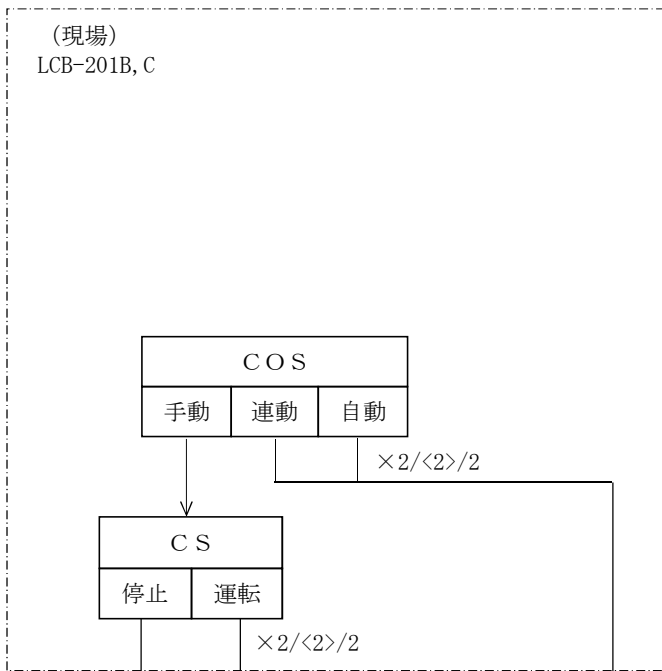 (現場)
LCB-201B,C
ＣＯＳ
手動 連動 自動
×2/<2>/2
ＣＳ
停止 運転
×2/<2>/2